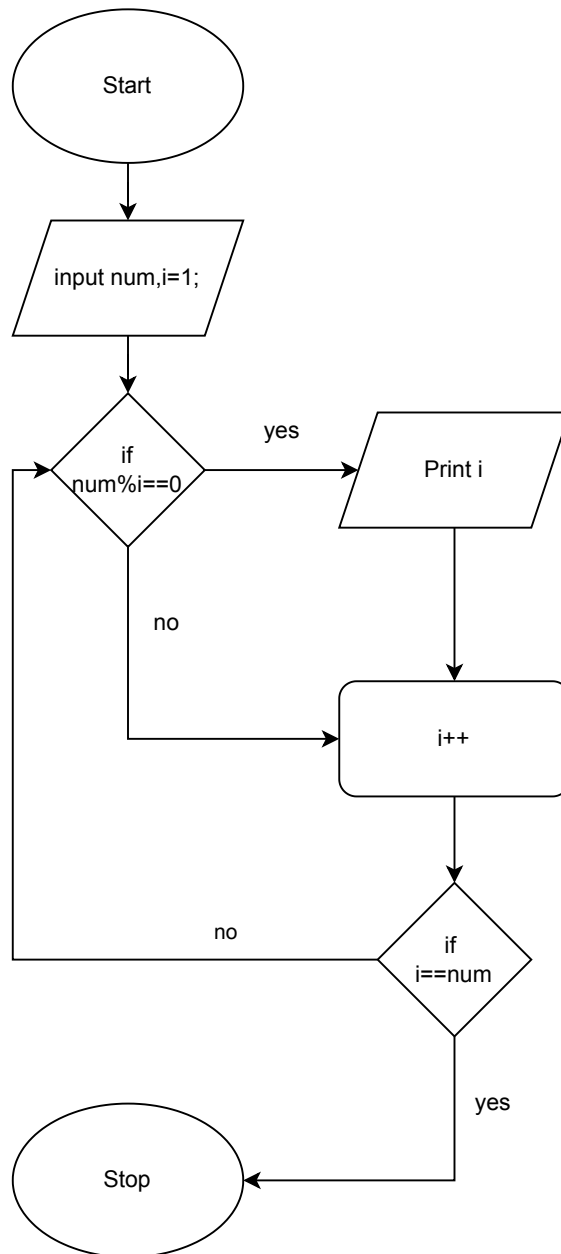 Start
input num,i=1;
if
num%i==0
yes
Print i
no
i++
no
if
i==num
yes
Stop